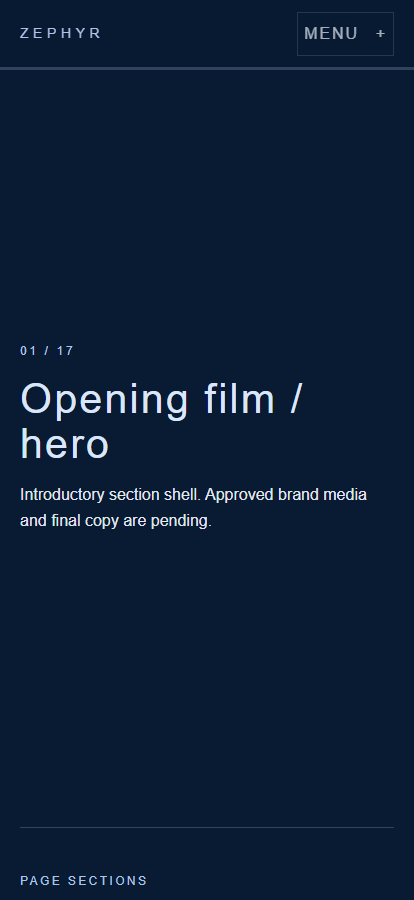 ZEPHYR
MENU +
01 / 17
Opening film /
hero
Introductory section shell. Approved brand media
and final copy are pending.
PAGE SECTIONS